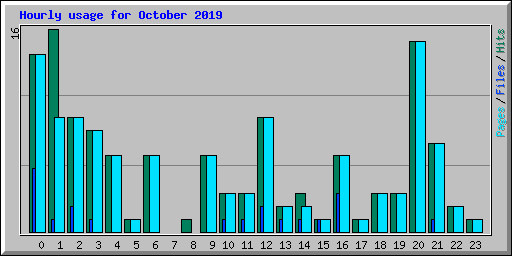 Hourly usage for October 2019
16
Pages/Files/Hits
0 1 2 3 4 5 6 7 8 9 10 11 12 13 14 15 16 17 18 19 20 21 22 23